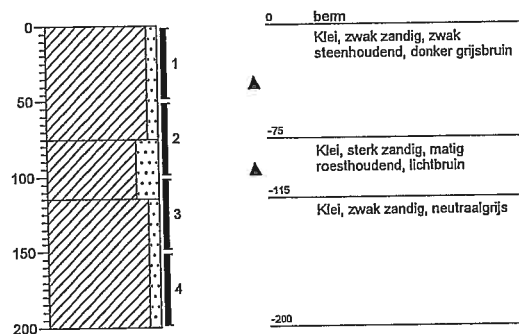 0
50
100
150
200
1
2
3
4
0 berm
Klei, zwak zandig, zwak
steenhoudend, donker grijsbruin
-75
Klei, sterk zandig, matig
roesthoudend, lichtbruin
-115
Klei, zwak zandig, neutraalgrijs
-200